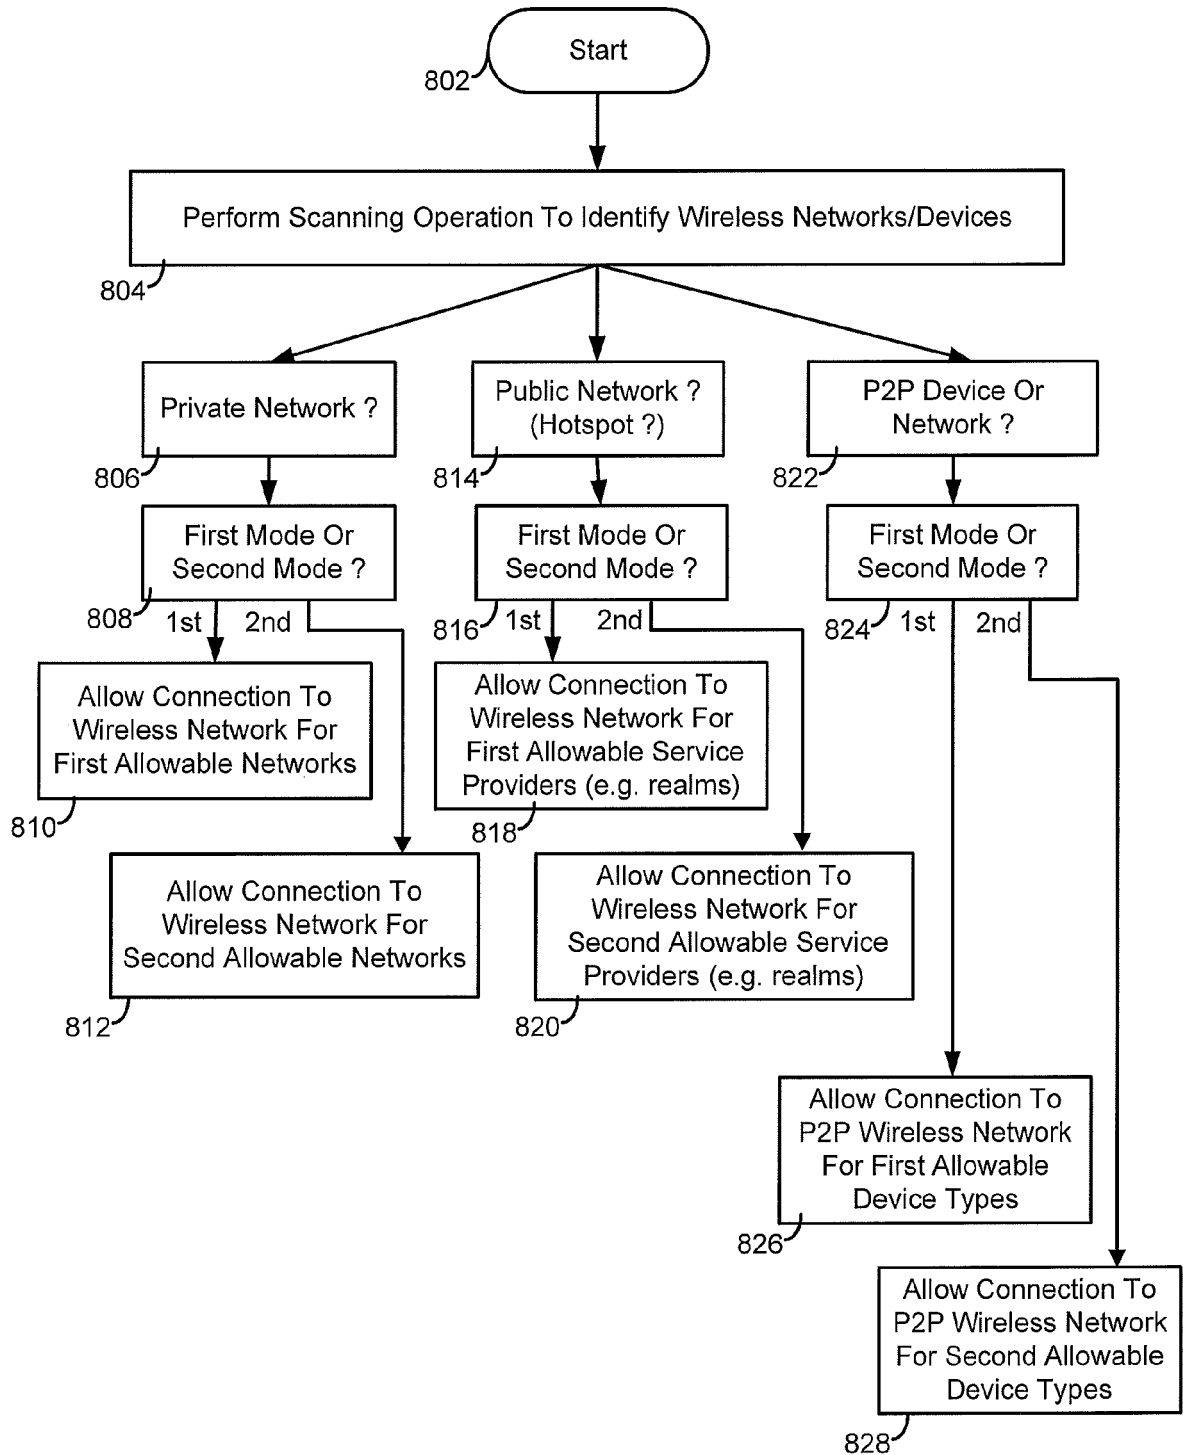 Start
802
Perform Scanning Operation To Identify Wireless Networks/Devices
804
Private Network ?
806
Public Network ?
(Hotspot ?)
814
P2P Device Or
Network ?
822
First Mode Or
Second Mode ?
808
1st
2nd
First Mode Or
Second Mode ?
816
1st
2nd
First Mode Or
Second Mode ?
824
1st
2nd
Allow Connection To
Wireless Network For
First Allowable Networks
810
Allow Connection To
Wireless Network For
First Allowable Service
Providers (e.g. realms)
818
Allow Connection To
Wireless Network For
Second Allowable Networks
812
Allow Connection To
Wireless Network For
Second Allowable Service
Providers (e.g. realms)
820
Allow Connection To
P2P Wireless Network
For First Allowable
Device Types
826
Allow Connection To
P2P Wireless Network
For Second Allowable
Device Types
828